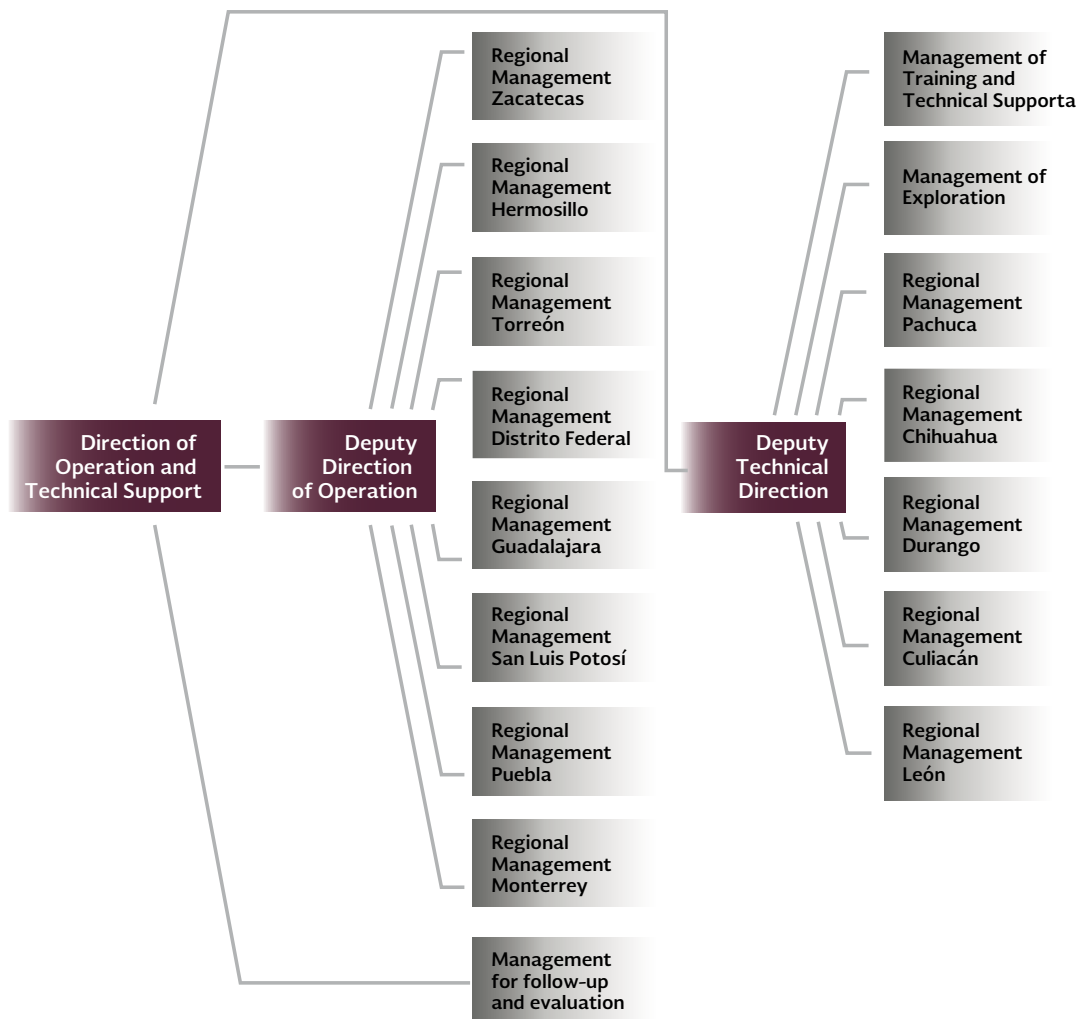 Direction of
Operation and
Technical Support
Deputy
Direction
of Operation
Regional
Management
Zacatecas
Regional
Management
Hermosillo
Regional
Management
Torreón
Regional
Management
Distrito Federal
Regional
Management
Guadalajara
Regional
Management
San Luis Potosí
Regional
Management
Puebla
Regional
Management
Monterrey
Management
for follow-up
and evaluation
Deputy
Technical
Direction
Management of
Training and
Technical Supporta
Management of
Exploration
Regional
Management
Pachuca
Regional
Management
Chihuahua
Regional
Management
Durango
Regional
Management
Culiacán
Regional
Management
León